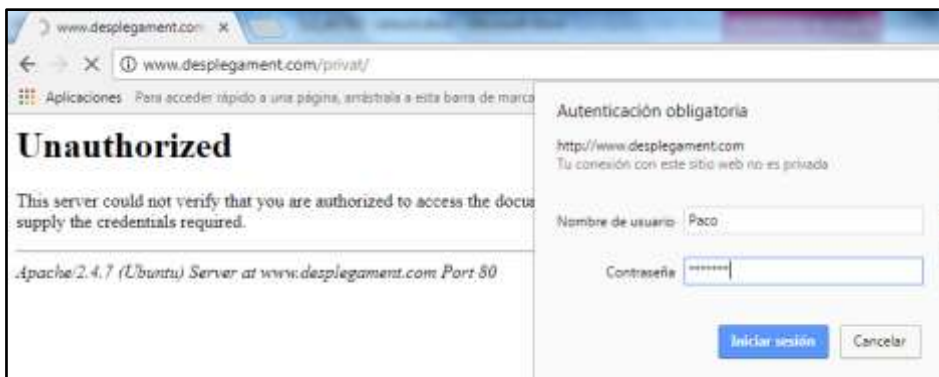 www.desplegament.con
www.desplegament.com/privat/
Aplicaciones Para acceder rápido a una página, arrástrala a esta barra de marca
Unauthorized
This server could not verify that you are authorized to access the docu
supply the credentials required.
Apache/2.4.7 (Ubuntu) Server at www.desplegament.com Port 80
Autenticación obligatoria
http://www.desplegament.com
Tu conexión con este sitio web no es privada
Nombre de usuario Paco
Contraseña *******
Iniciar sesión Cancelar